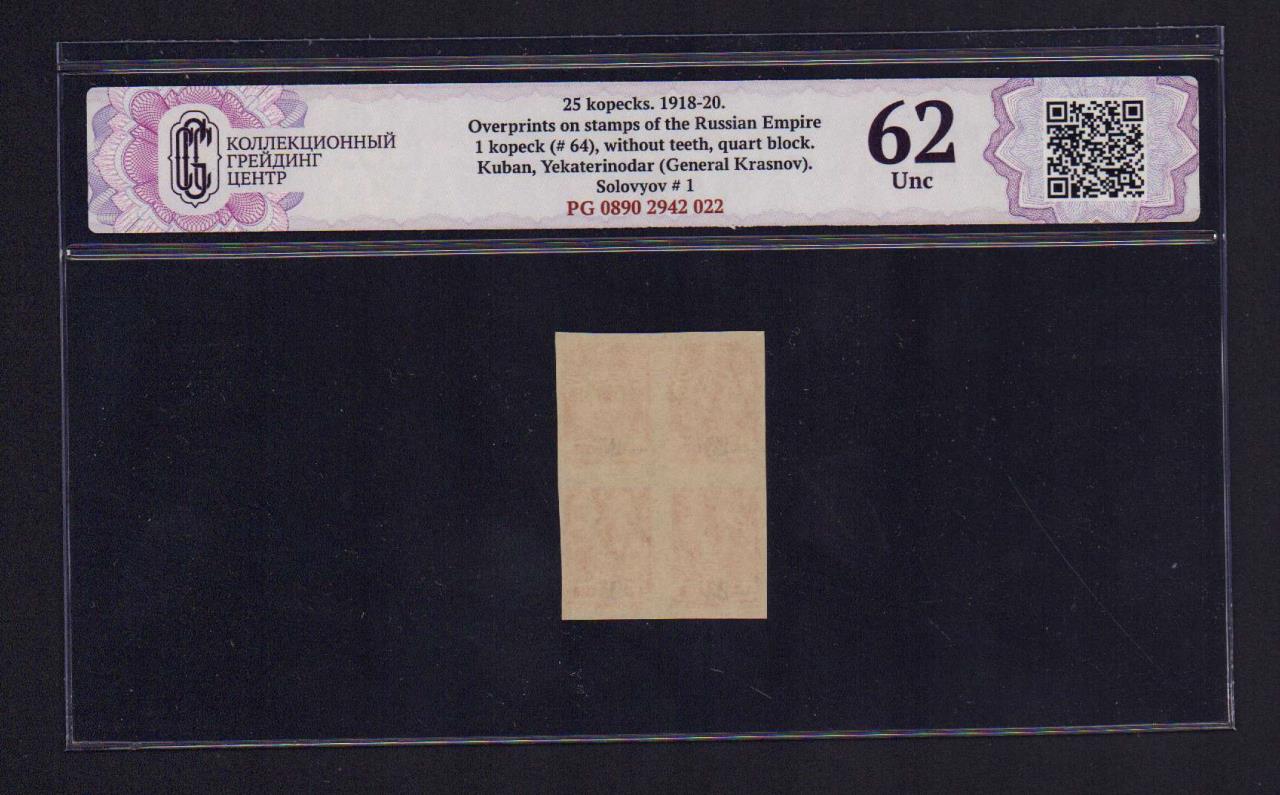 CCG
КОЛЛЕКЦИОННЫЙ
ГРЕЙДИНГ
ЦЕНТР
25 kopecks. 1918-20.
Overprints on stamps of the Russian Empire
1 kopeck (# 64), without teeth, quart block.
Kuban, Yekaterinodar (General Krasnov).
Solovyov # 1
PG 0890 2942 022
62
Unc